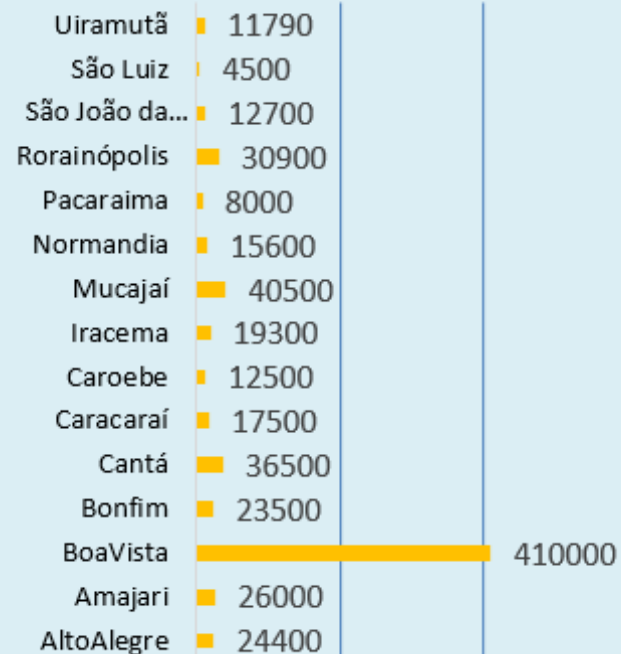 Uiramutã 11790
São Luiz 4500
São João da... 12700
Rorainópolis 30900
Pacaraima 8000
Normandia 15600
Mucajaí 40500
Iracema 19300
Caroebe 12500
Caracaraí 17500
Cantá 36500
Bonfim 23500
BoaVista 410000
Amajari 26000
AltoAlegre 24400